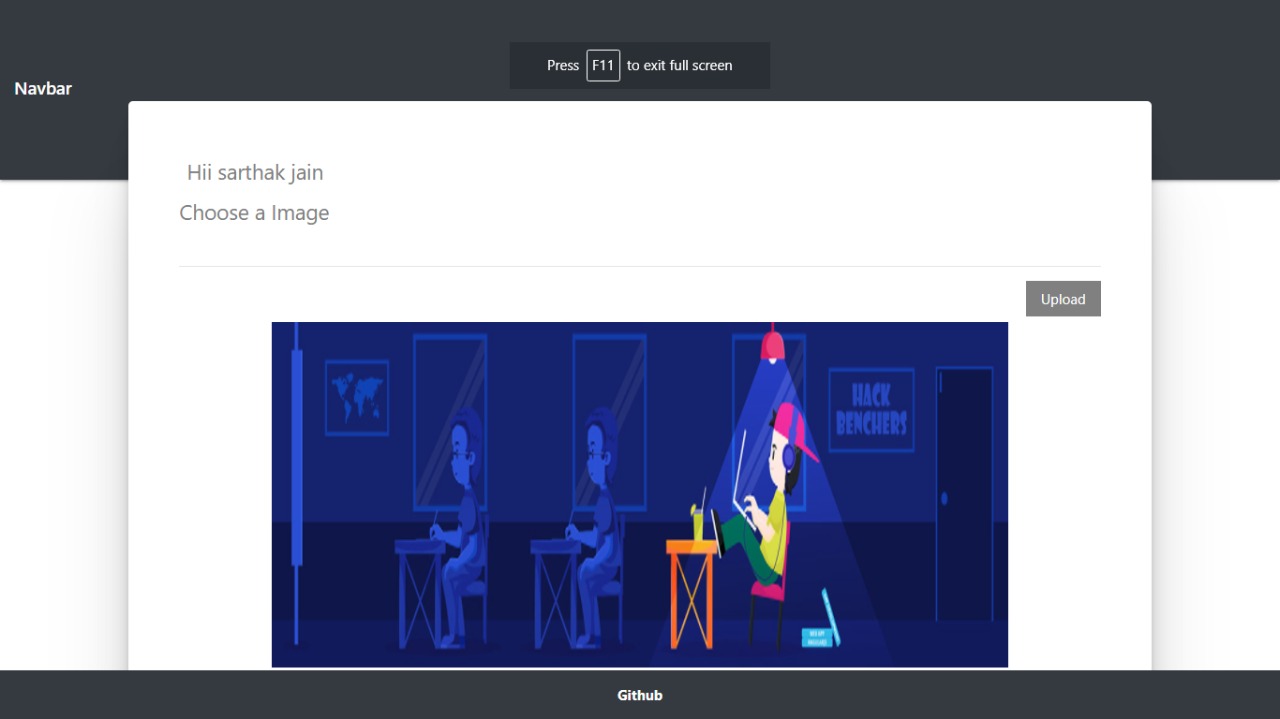 Press F11 to exit full screen
Navbar
Hii sarthak jain
Choose a Image
Upload
HACK
BENCHERS
Github